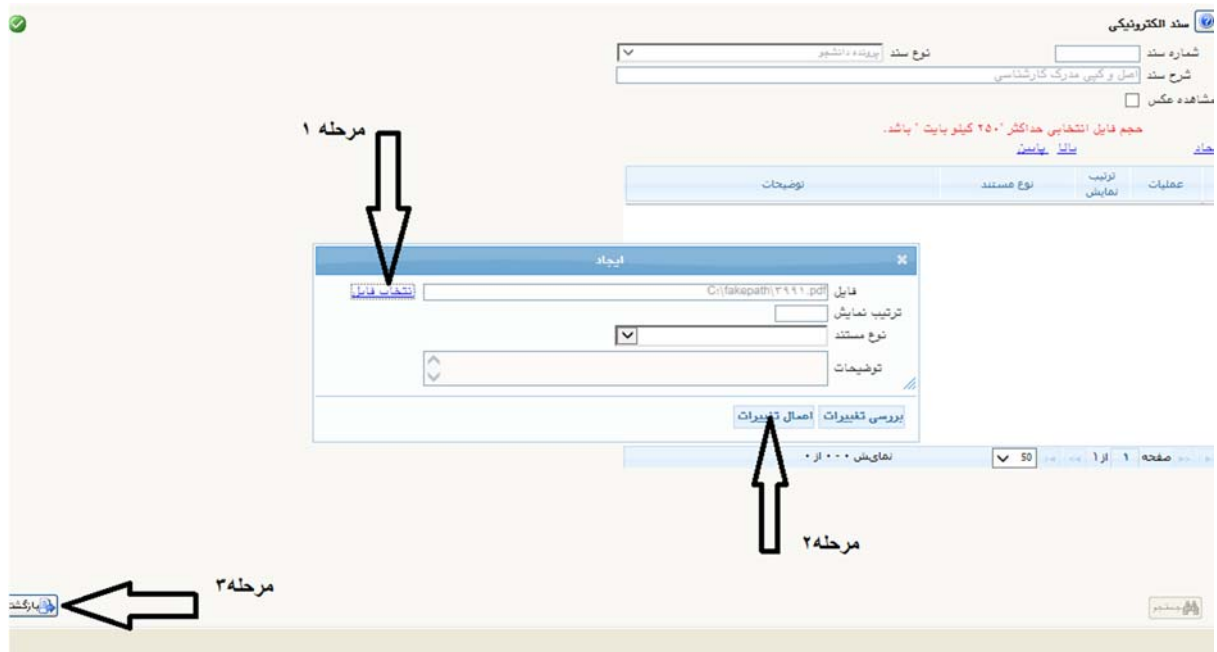 سند الکترونیکی
شماره سند
نوع سند پرونده دانشجو
شرح سند اصل و کپی مدرک کارشناسی
مشاهده عکس
حجم فایل انتخابی حداکثر "۲۵۰ کیلو بایت" باشد.
بالا پایین
عملیات ترتیب نمایش نوع مستند توضیحات
مرحله ۱
ایجاد
فایل C:\fakepath\۳۹۹۱.pdf انتخاب فایل
ترتیب نمایش
نوع مستند
توضیحات
بررسی تغییرات اعمال تغییرات
صفحه ۱ از ۱ 50 نمایش ۰ - ۰ از ۰
مرحله۲
مرحله۳
بازگشت
جستجو